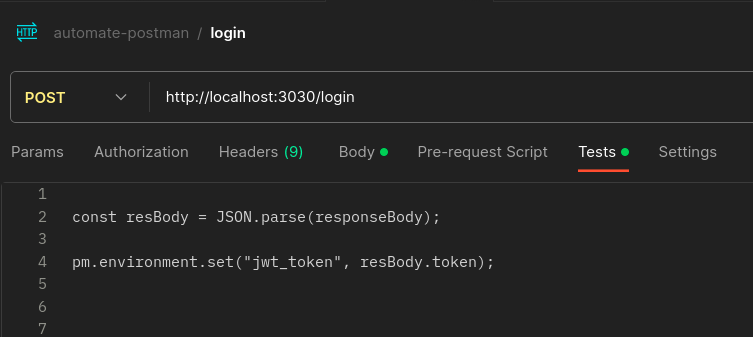 HTTP automate-postman / login
POST http://localhost:3030/login
Params Authorization Headers (9) Body Pre-request Script Tests Settings
1
2 const resBody = JSON.parse(responseBody);
3
4 pm.environment.set("jwt_token", resBody.token);
5
6
7